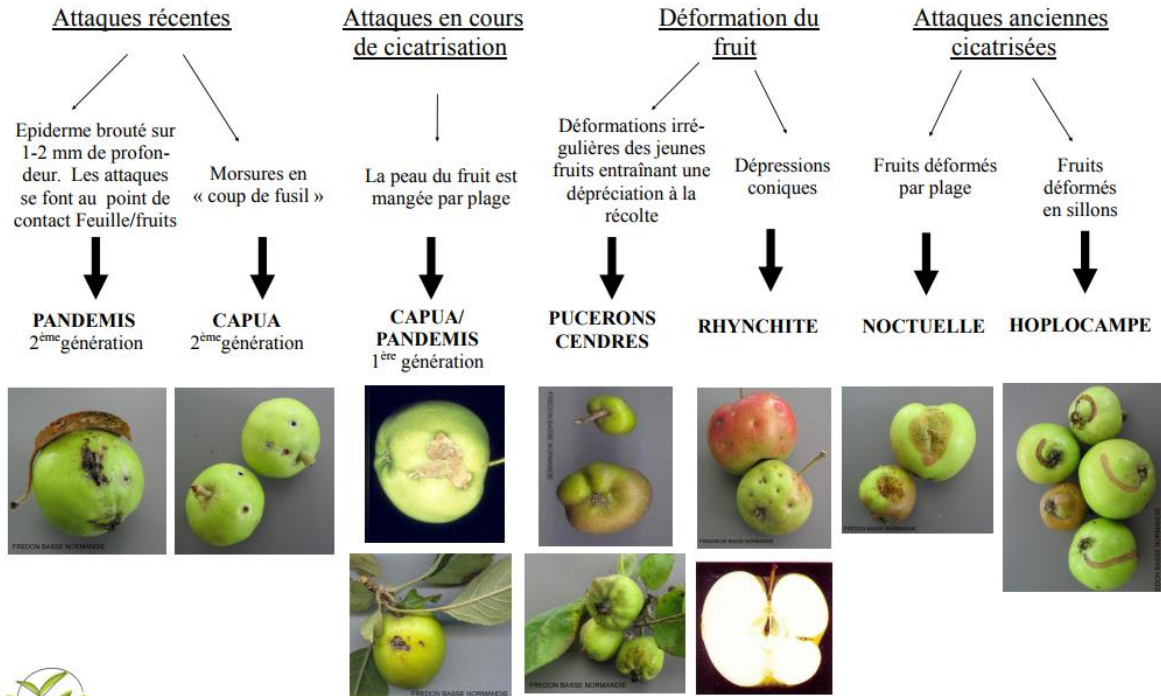 Attaques récentes
Attaques en cours
de cicatrisation
Déformation du
fruit
Attaques anciennes
cicatrisées
Epiderme brouté sur
1-2 mm de profon-
deur. Les attaques
se font au point de
contact Feuille/fruits
Morsures en
« coup de fusil »
La peau du fruit est
mangée par plage
Déformations irré-
gulières des jeunes
fruits entraînant une
dépréciation à la
récolte
Dépressions
coniques
Fruits déformés
par plage
Fruits
déformés
en sillons
PANDEMIS
2ème génération
CAPUA
2ème génération
CAPUA/
PANDEMIS
1ère génération
PUCERONS
CENDRES
RHYNCHITE
NOCTUELLE
HOPLOCAMPE
FREDON BASSE NORMANDIE
FREDON BASSE NORMANDIE
FREDON BASSE NORMANDIE
FREDON DE BASSE NORMANDIE
FREDON BASSE NORMANDIE
FREDON BASSE NORMANDIE